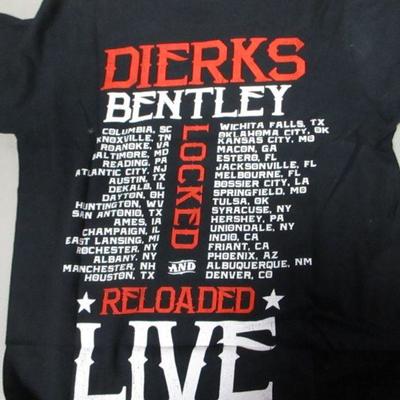 DIERKS
BENTLEY
COLUMBIA, SC
KNOXVILLE, TN
ROANOKE, VA
BALTIMORE, MD
READING, PA
ATLANTIC CITY, NJ
AUSTIN, TX
DEKALB, IL
DAYTON, OH
HUNTINGTON, WV
SAN ANTONIO, TX
AMES, IA
CHAMPAIGN, IL
EAST LANSING, MI
ROCHESTER, NY
ALBANY, NY
MANCHESTER, NH
HOUSTON, TX
LOCKED
AND
WICHITA FALLS, TX
OKLAHOMA CITY, OK
KANSAS CITY, MO
MACON, GA
ESTERO, FL
JACKSONVILLE, FL
MELBOURNE, FL
BOSSIER CITY, LA
SPRINGFIELD, MO
TULSA, OK
SYRACUSE, NY
HERSHEY, PA
UNIONDALE, NY
INDIO, CA
FRIANT, CA
PHOENIX, AZ
ALBUQUERQUE, NM
DENVER, CO
RELOADED
LIVE